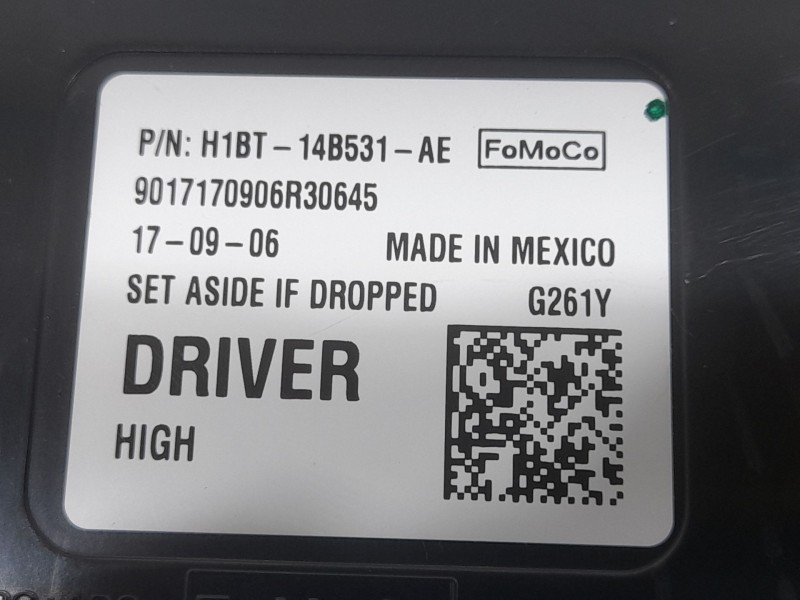 P/N: H1BT-14B531-AE FoMoCo
9017170906R30645
17-09-06 MADE IN MEXICO
SET ASIDE IF DROPPED G261Y
DRIVER
HIGH